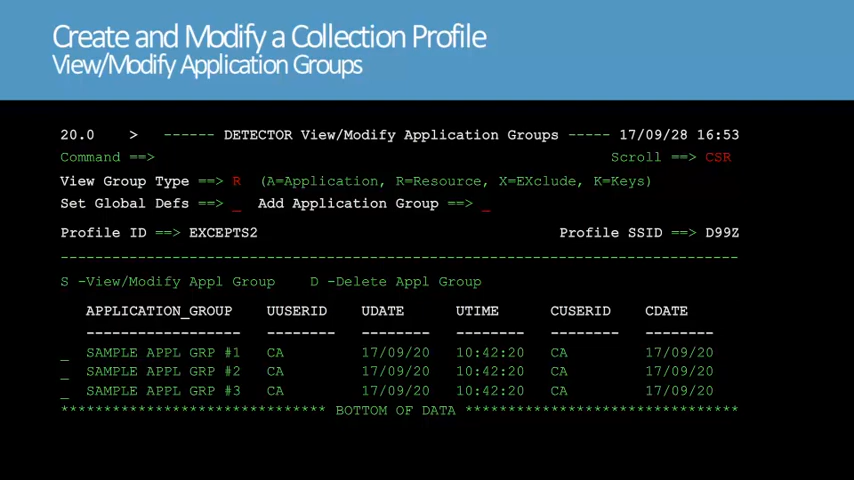 Create and Modify a Collection Profile
View/Modify Application Groups
20.0 > ------ DETECTOR View/Modify Application Groups ----- 17/09/28 16:53
Command ==> Scroll ==> CSR
View Group Type ==> R (A=Application, R=Resource, X=EXclude, K=Keys)
Set Global Defs ==> _ Add Application Group ==> _
Profile ID ==> EXCEPTS2 Profile SSID ==> D99Z
-------------------------------------------------------------------------------
S -View/Modify Appl Group D -Delete Appl Group
APPLICATION_GROUP UUSERID UDATE UTIME CUSERID CDATE
------------------ -------- -------- -------- -------- --------
_ SAMPLE APPL GRP #1 CA 17/09/20 10:42:20 CA 17/09/20
_ SAMPLE APPL GRP #2 CA 17/09/20 10:42:20 CA 17/09/20
_ SAMPLE APPL GRP #3 CA 17/09/20 10:42:20 CA 17/09/20
******************************* BOTTOM OF DATA ********************************